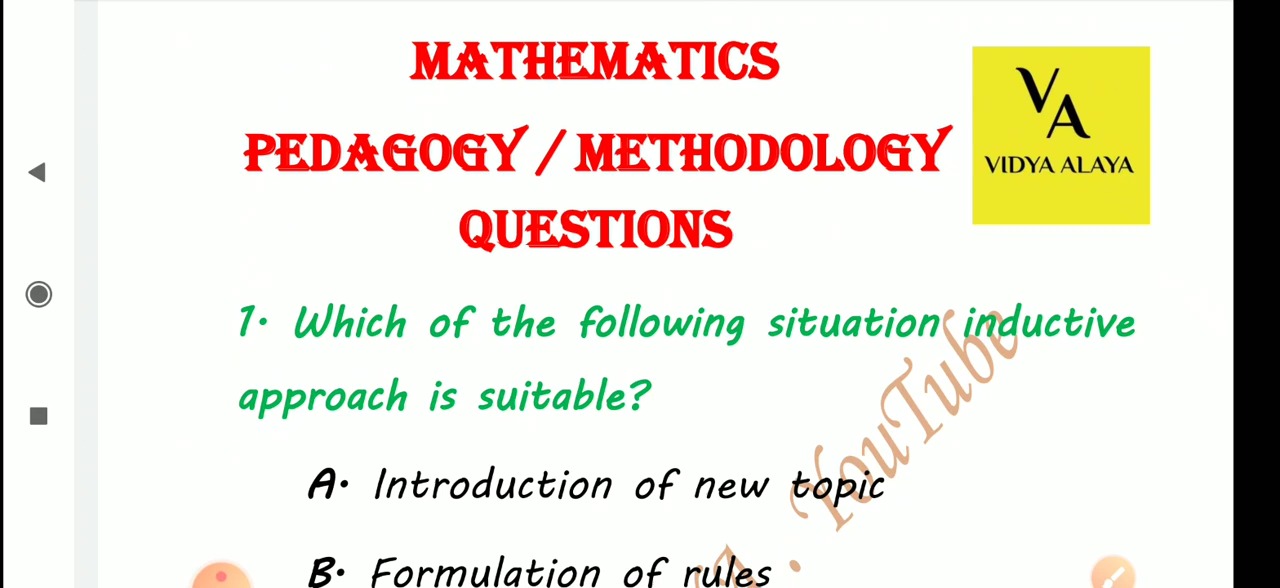 MATHEMATICS
PEDAGOGY / METHODOLOGY
QUESTIONS
VA
VIDYA ALAYA
1. Which of the following situation inductive
approach is suitable?
A. Introduction of new topic
B. Formulation of rules
YouTube